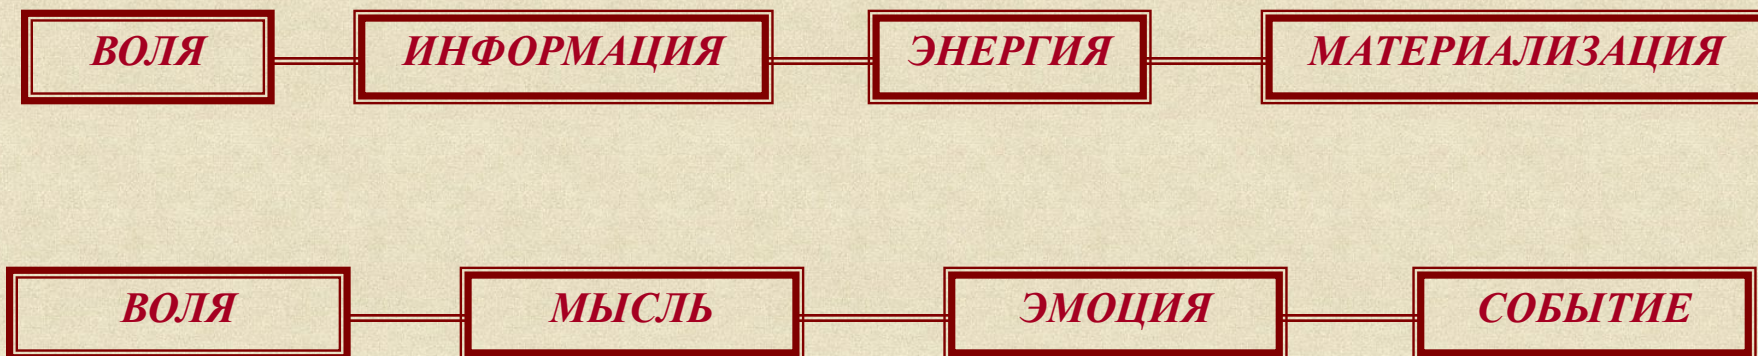 ВОЛЯ ИНФОРМАЦИЯ ЭНЕРГИЯ МАТЕРИАЛИЗАЦИЯ
ВОЛЯ МЫСЛЬ ЭМОЦИЯ СОБЫТИЕ